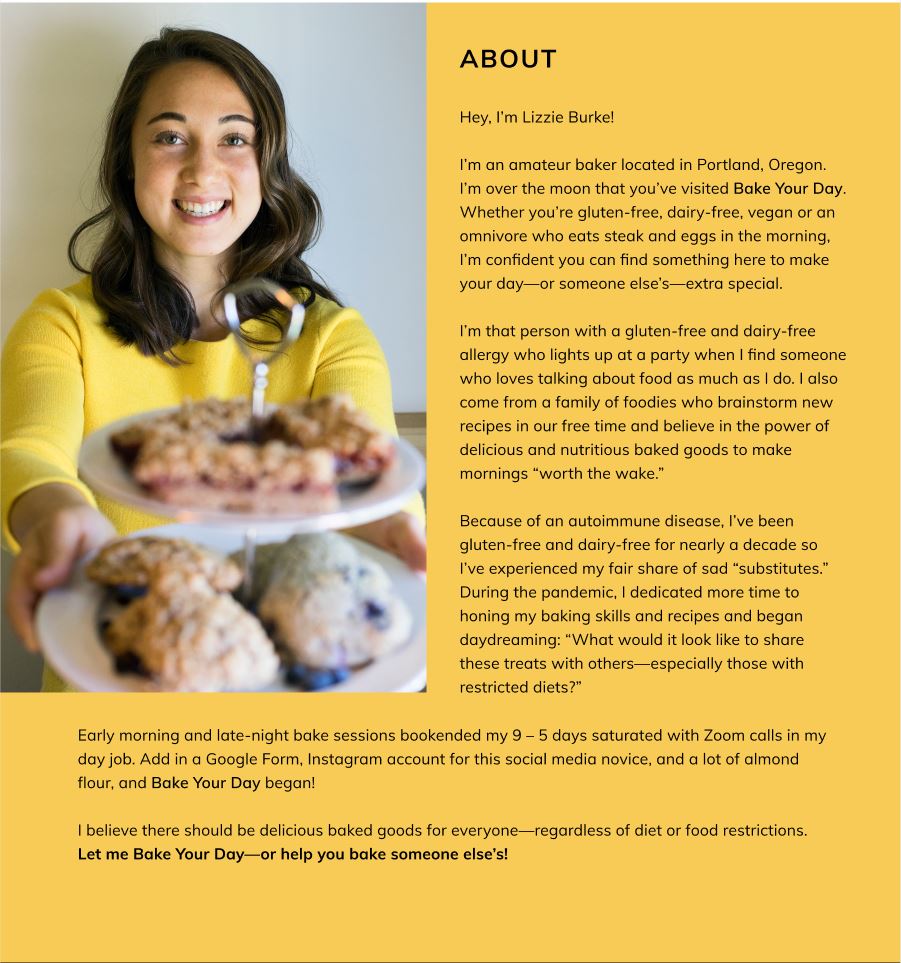 ABOUT
Hey, I'm Lizzie Burke!
I'm an amateur baker located in Portland, Oregon.
I'm over the moon that you've visited Bake Your Day.
Whether you're gluten-free, dairy-free, vegan or an
omnivore who eats steak and eggs in the morning,
I'm confident you can find something here to make
your day—or someone else's—extra special.
I'm that person with a gluten-free and dairy-free
allergy who lights up at a party when I find someone
who loves talking about food as much as I do. I also
come from a family of foodies who brainstorm new
recipes in our free time and believe in the power of
delicious and nutritious baked goods to make
mornings “worth the wake.”
Because of an autoimmune disease, I've been
gluten-free and dairy-free for nearly a decade so
I've experienced my fair share of sad “substitutes.”
During the pandemic, I dedicated more time to
honing my baking skills and recipes and began
daydreaming: “What would it look like to share
these treats with others—especially those with
restricted diets?”
Early morning and late-night bake sessions bookended my 9 – 5 days saturated with Zoom calls in my
day job. Add in a Google Form, Instagram account for this social media novice, and a lot of almond
flour, and Bake Your Day began!
I believe there should be delicious baked goods for everyone—regardless of diet or food restrictions.
Let me Bake Your Day—or help you bake someone else's!